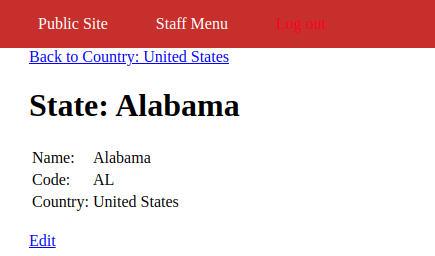 Public Site Staff Menu Log out
Back to Country: United States
State: Alabama
Name: Alabama
Code: AL
Country: United States
Edit